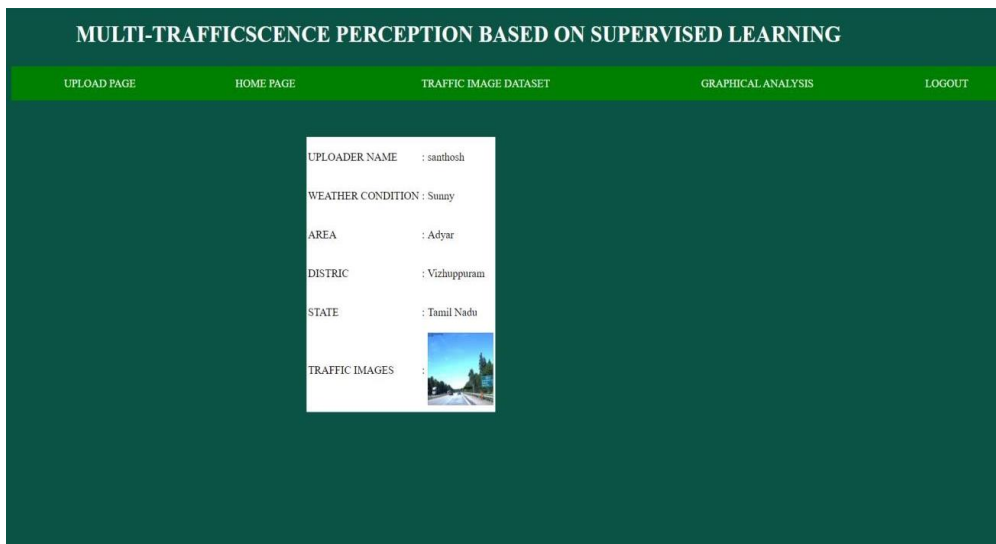 MULTI-TRAFFICSCENCE PERCEPTION BASED ON SUPERVISED LEARNING
UPLOAD PAGE HOME PAGE TRAFFIC IMAGE DATASET GRAPHICAL ANALYSIS LOGOUT
UPLOADER NAME : santhosh
WEATHER CONDITION : Sunny
AREA : Adyar
DISTRIC : Vizhuppuram
STATE : Tamil Nadu
TRAFFIC IMAGES :